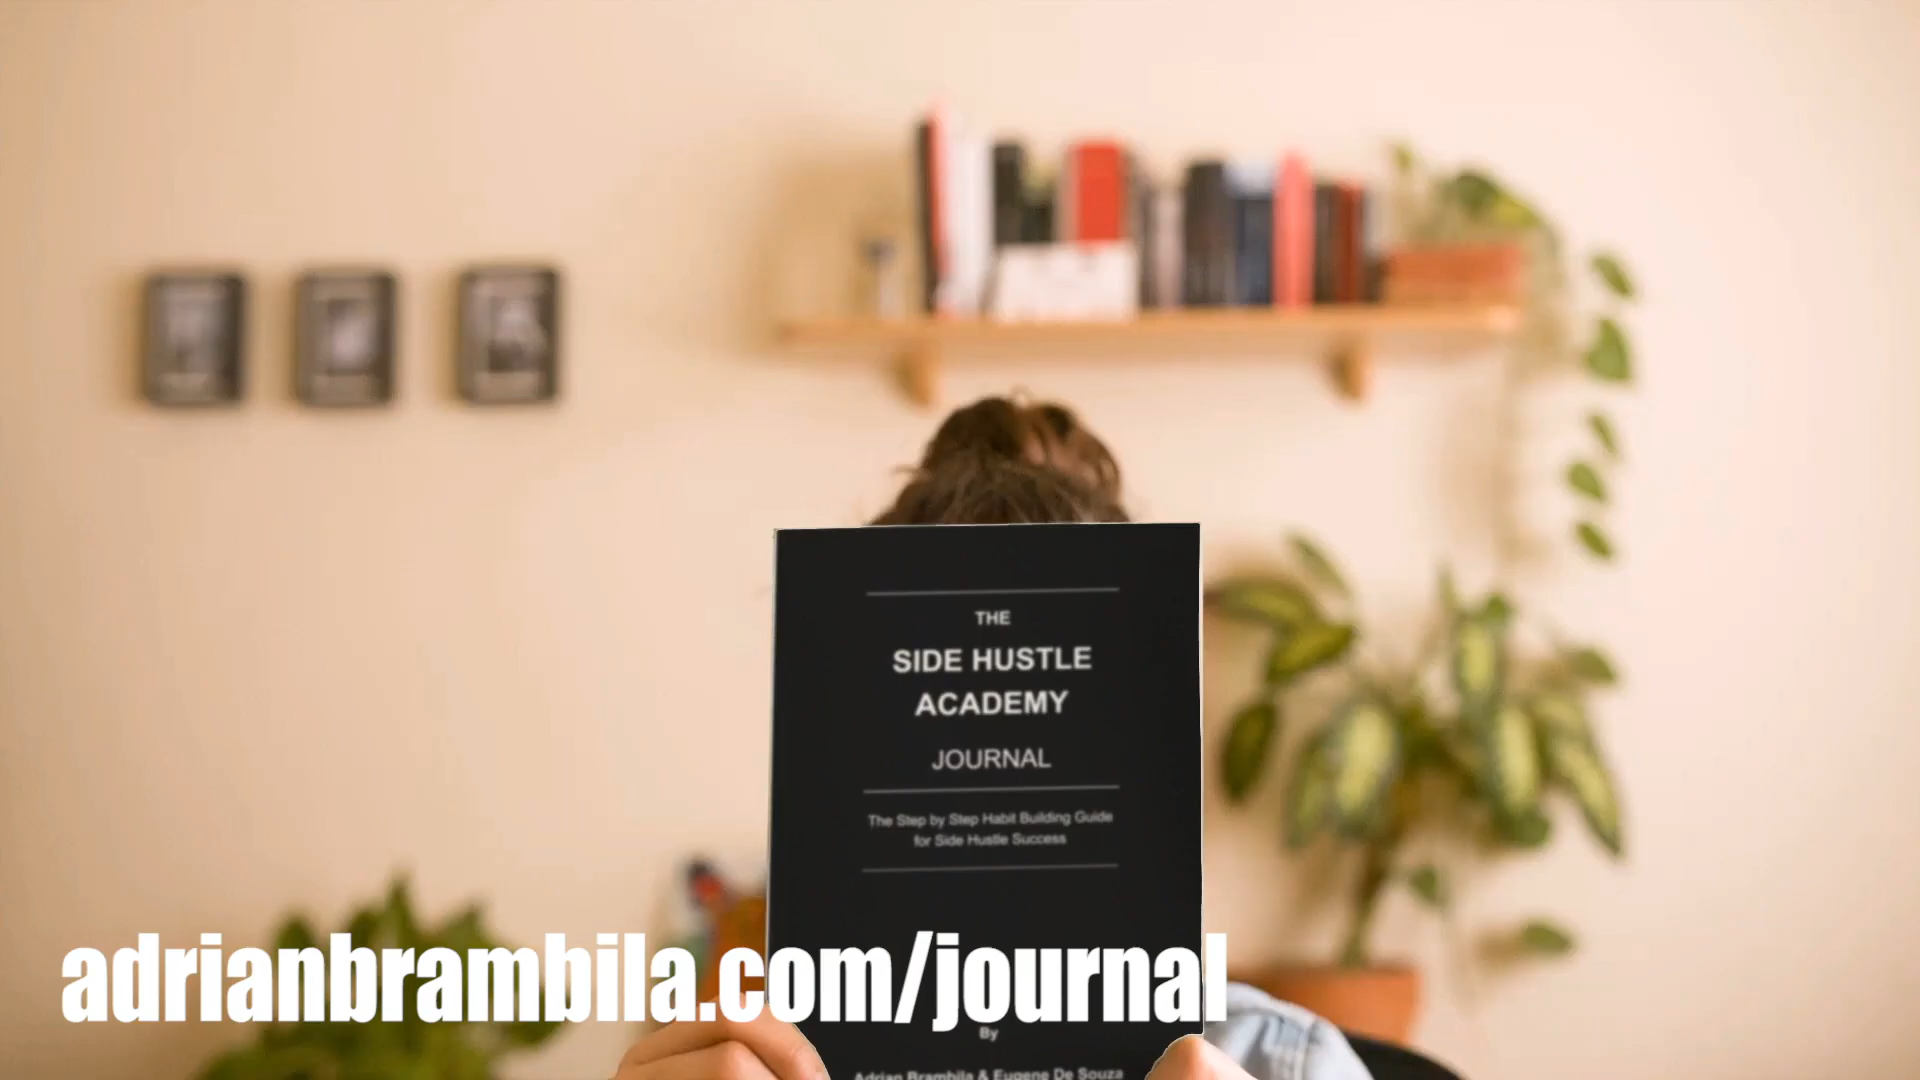 THE
SIDE HUSTLE
ACADEMY
JOURNAL
The Step by Step Habit Building Guide
for Side Hustle Success
adrianbrambila.com/journal
By
Adrian Brambila & Eugene De Souza